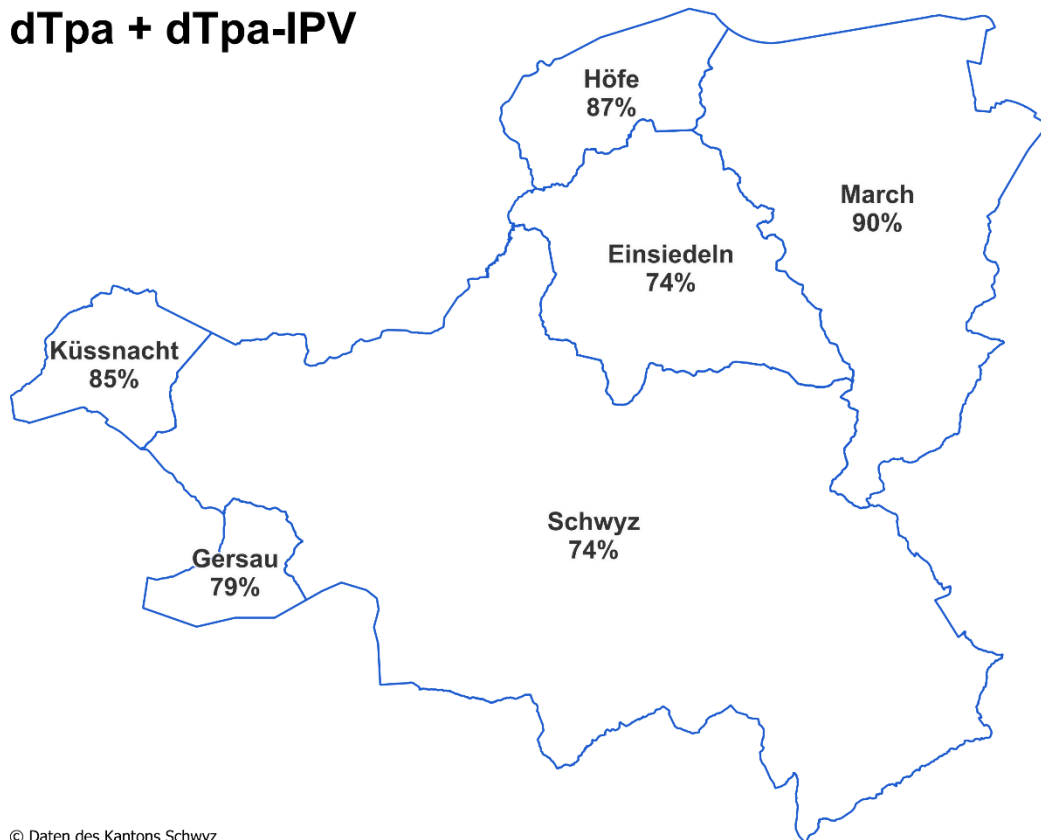 dTpa + dTpa-IPV
Höfe
87%
March
90%
Einsiedeln
74%
Küssnacht
85%
Schwyz
74%
Gersau
79%
© Daten des Kantons Schwyz